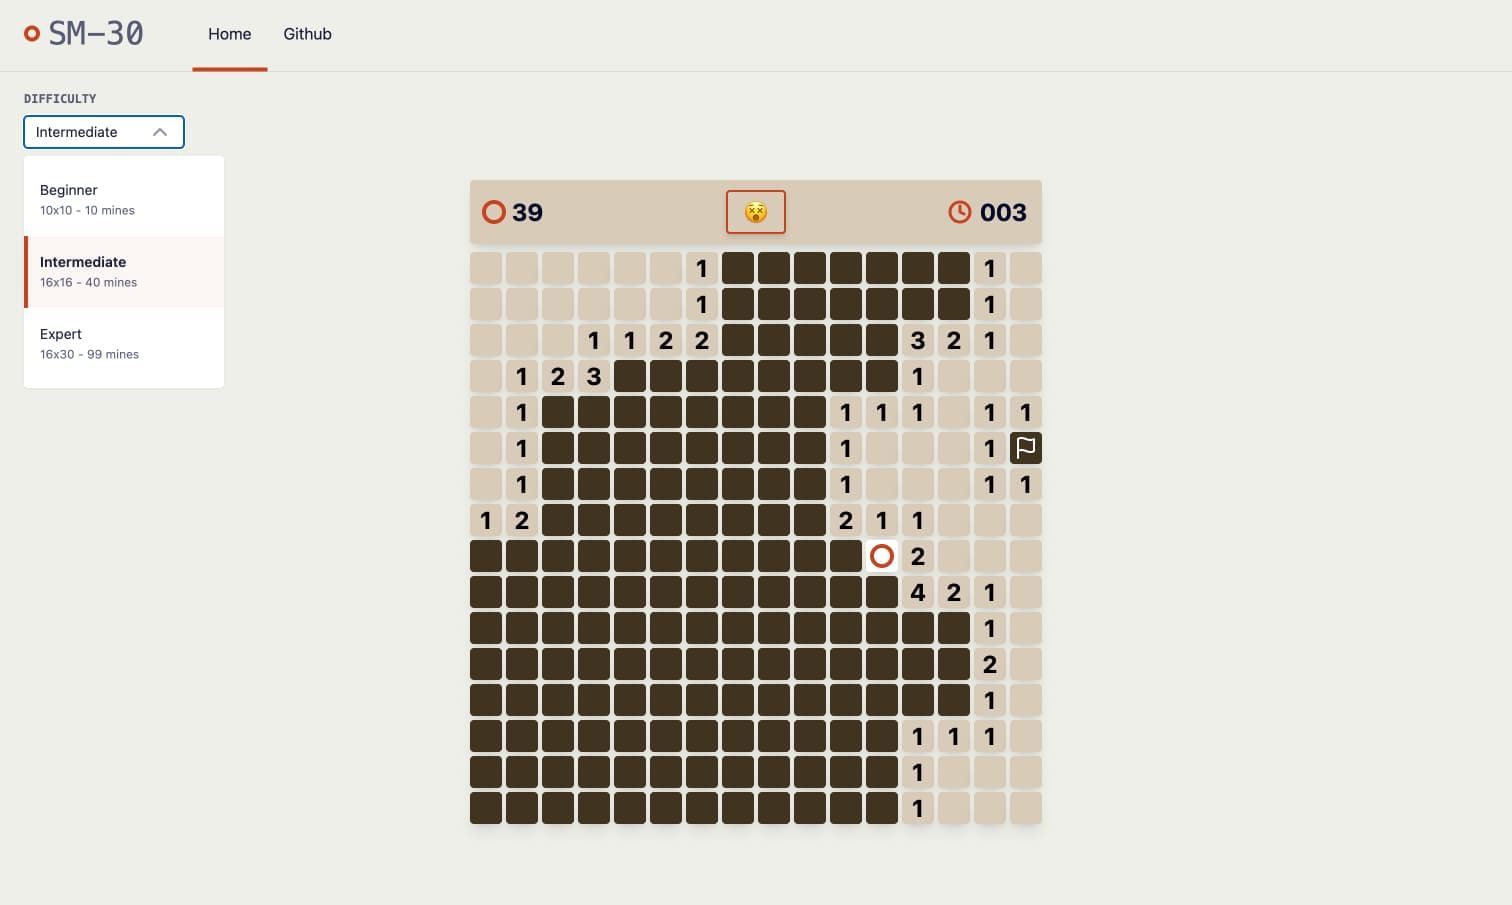 SM-30
Home
Github
DIFFICULTY
Intermediate
Beginner
10x10 - 10 mines
Intermediate
16x16 - 40 mines
Expert
16x30 - 99 mines
39
003
1 1
1 1
1 1 2 2 3 2 1
1 2 3 1
1 1 1 1 1 1
1 1 1
1 1 1 1
1 2 2 1 1
2
4 2 1
1
2
1
1 1 1
1
1